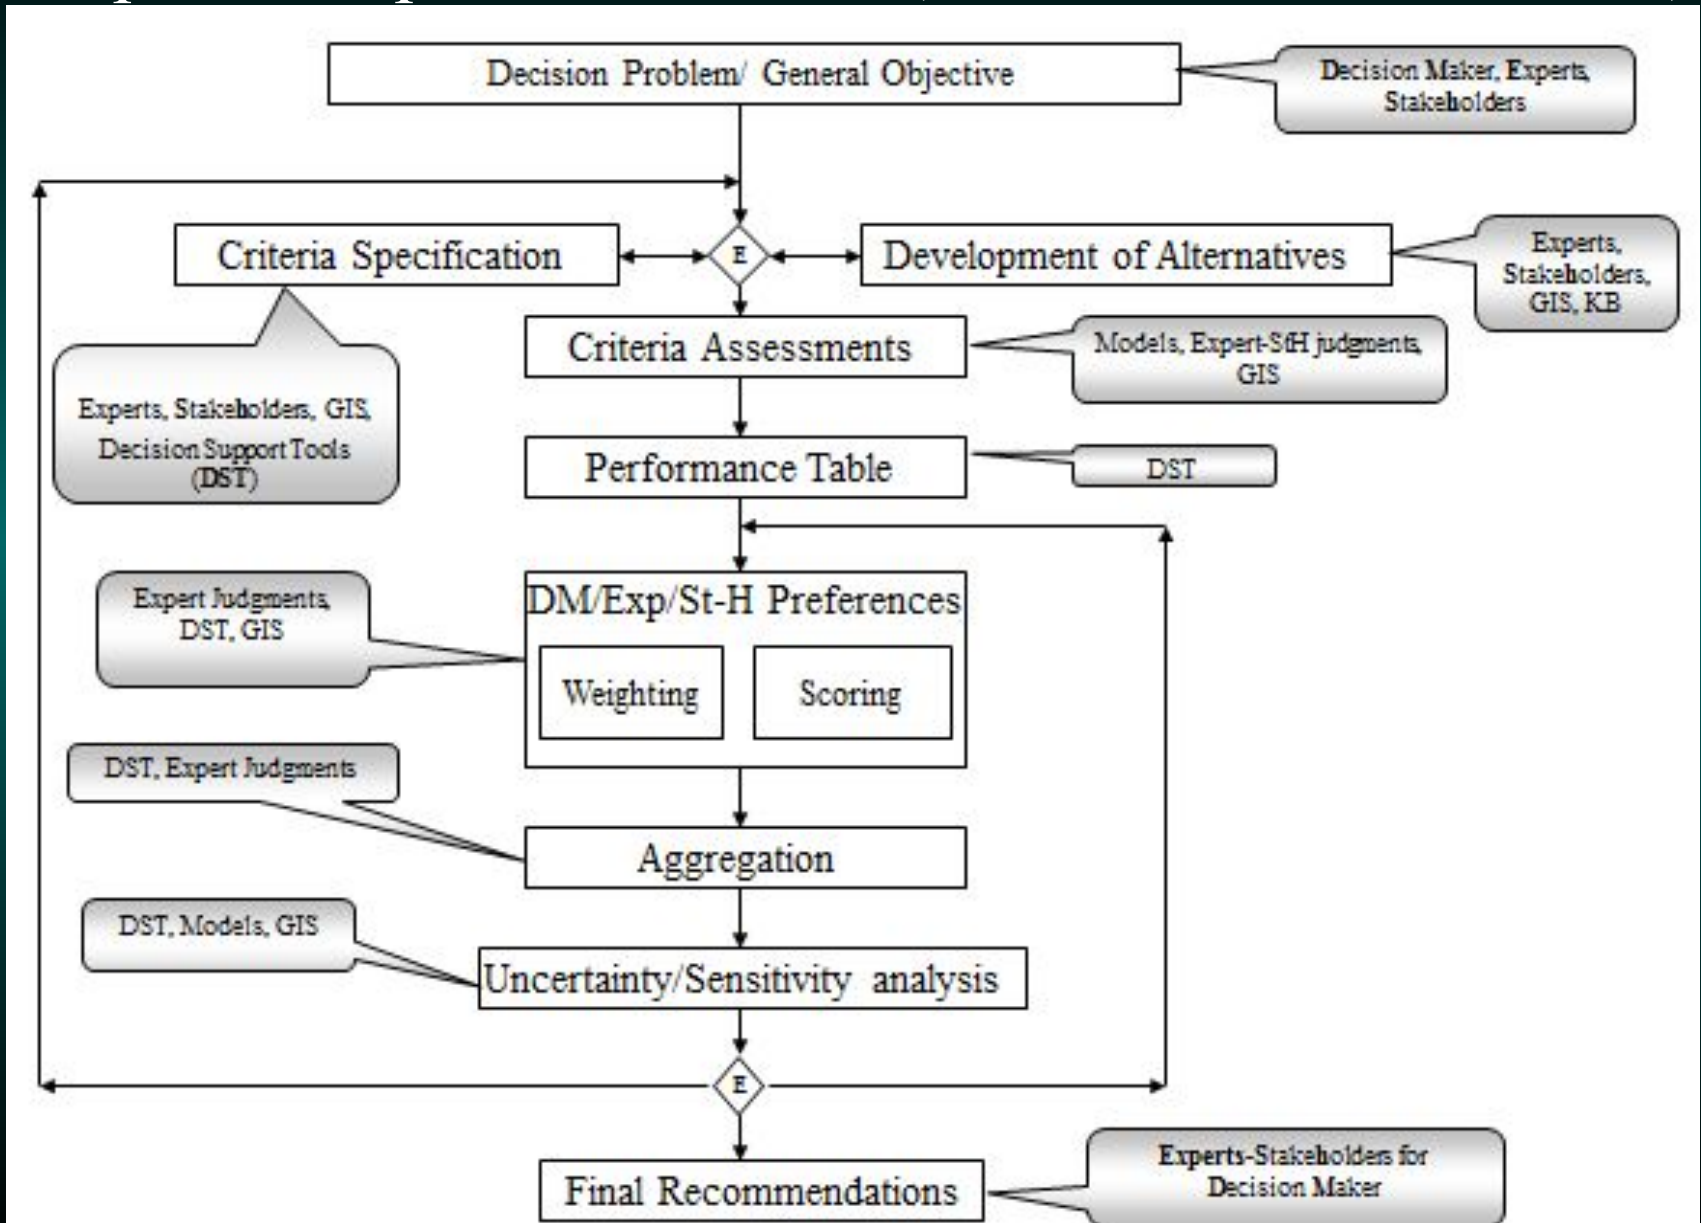 Decision Problem/ General Objective
Decision Maker, Experts,
Stakeholders
Criteria Specification
E
Development of Alternatives
Experts,
Stakeholders,
GIS, KB
Experts, Stakeholders, GIS,
Decision Support Tools
(DST)
Criteria Assessments
Models, Expert-StH judgments,
GIS
Performance Table
DST
Expert Judgments,
DST, GIS
DM/Exp/St-H Preferences
Weighting
Scoring
DST, Expert Judgments
Aggregation
DST, Models, GIS
Uncertainty/Sensitivity analysis
E
Final Recommendations
Experts-Stakeholders for
Decision Maker